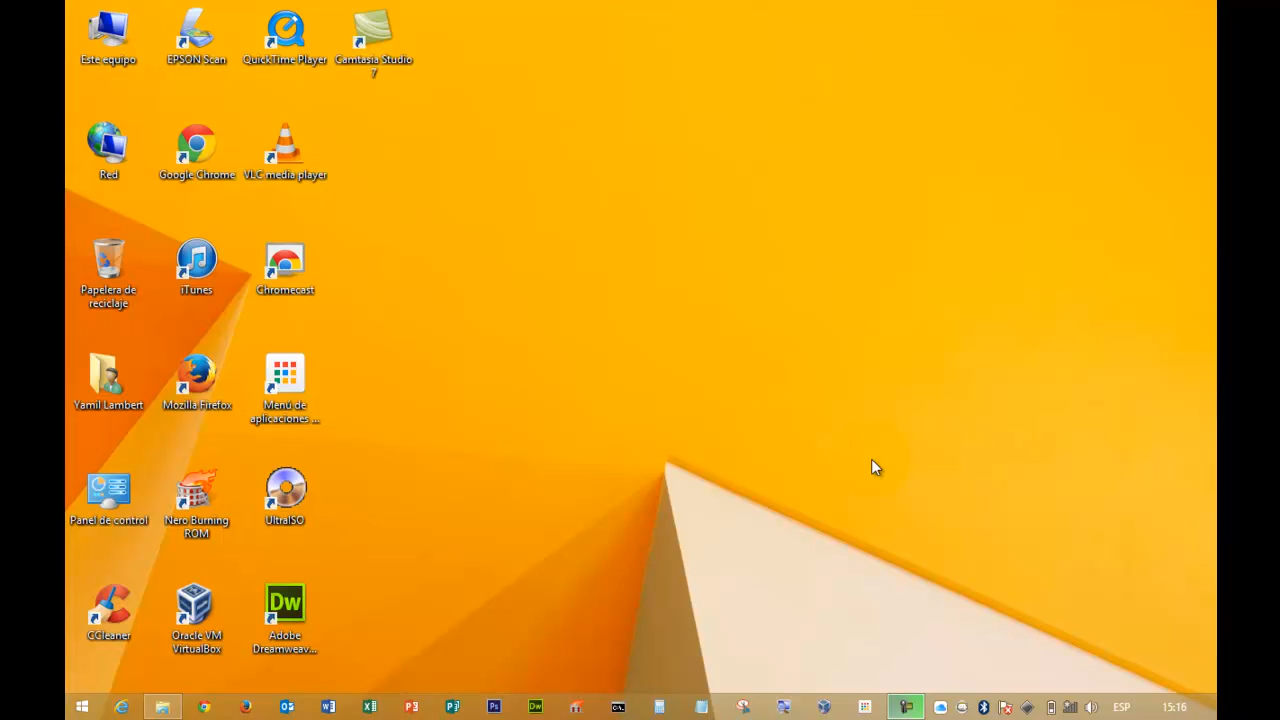 Este equipo
EPSON Scan
QuickTime Player
Camtasia Studio
7
Red
Google Chrome
VLC media player
Papelera de
reciclaje
iTunes
Chromecast
Yamil Lambert
Mozilla Firefox
Menú de
aplicaciones ...
Panel de control
Nero Burning
ROM
UltraISO
CCleaner
Oracle VM
VirtualBox
Dw
Adobe
Dreamweav...
Ps
Dw
ESP
15:16